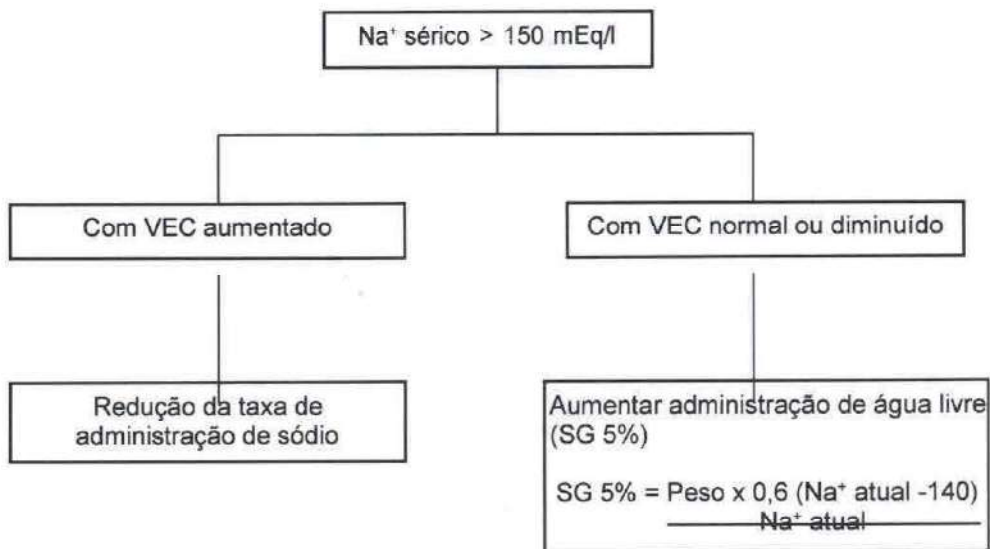 Na⁺ sérico > 150 mEq/l
Com VEC aumentado
Com VEC normal ou diminuído
Redução da taxa de
administração de sódio
Aumentar administração de água livre
(SG 5%)
SG 5% = Peso x 0,6 (Na⁺ atual -140)
Na⁺ atual